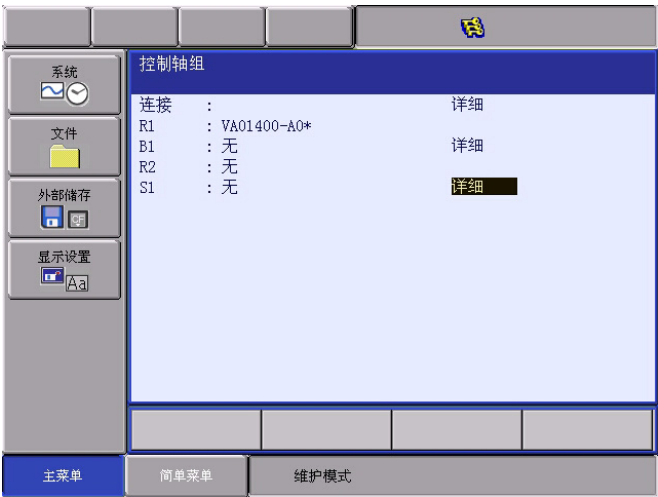 控制轴组
系统
连接 : 详细
R1 : VA01400-A0*
B1 : 无 详细
R2 : 无
S1 : 无 详细
文件
外部储存
CF
显示设置
Aa
主菜单 简单菜单 维护模式